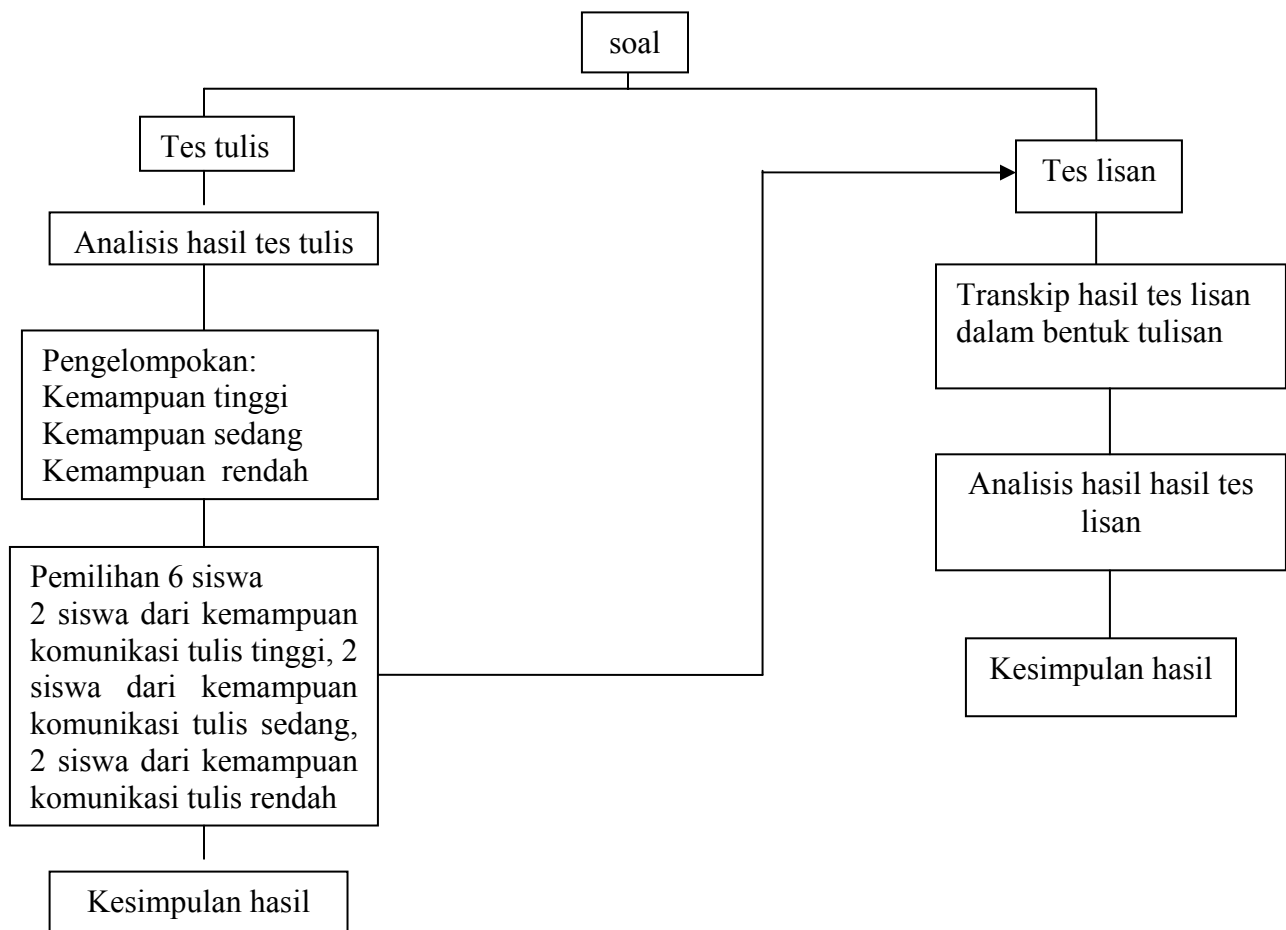 soal
Tes tulis
Analisis hasil tes tulis
Pengelompokan:
Kemampuan tinggi
Kemampuan sedang
Kemampuan rendah
Pemilihan 6 siswa
2 siswa dari kemampuan
komunikasi tulis tinggi, 2
siswa dari kemampuan
komunikasi tulis sedang,
2 siswa dari kemampuan
komunikasi tulis rendah
Kesimpulan hasil
Tes lisan
Transkip hasil tes lisan
dalam bentuk tulisan
Analisis hasil hasil tes
lisan
Kesimpulan hasil